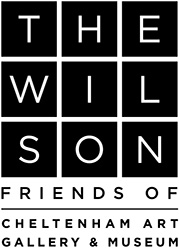 THE
WIL
SON
FRIENDS OF
CHELTENHAM ART
GALLERY & MUSEUM